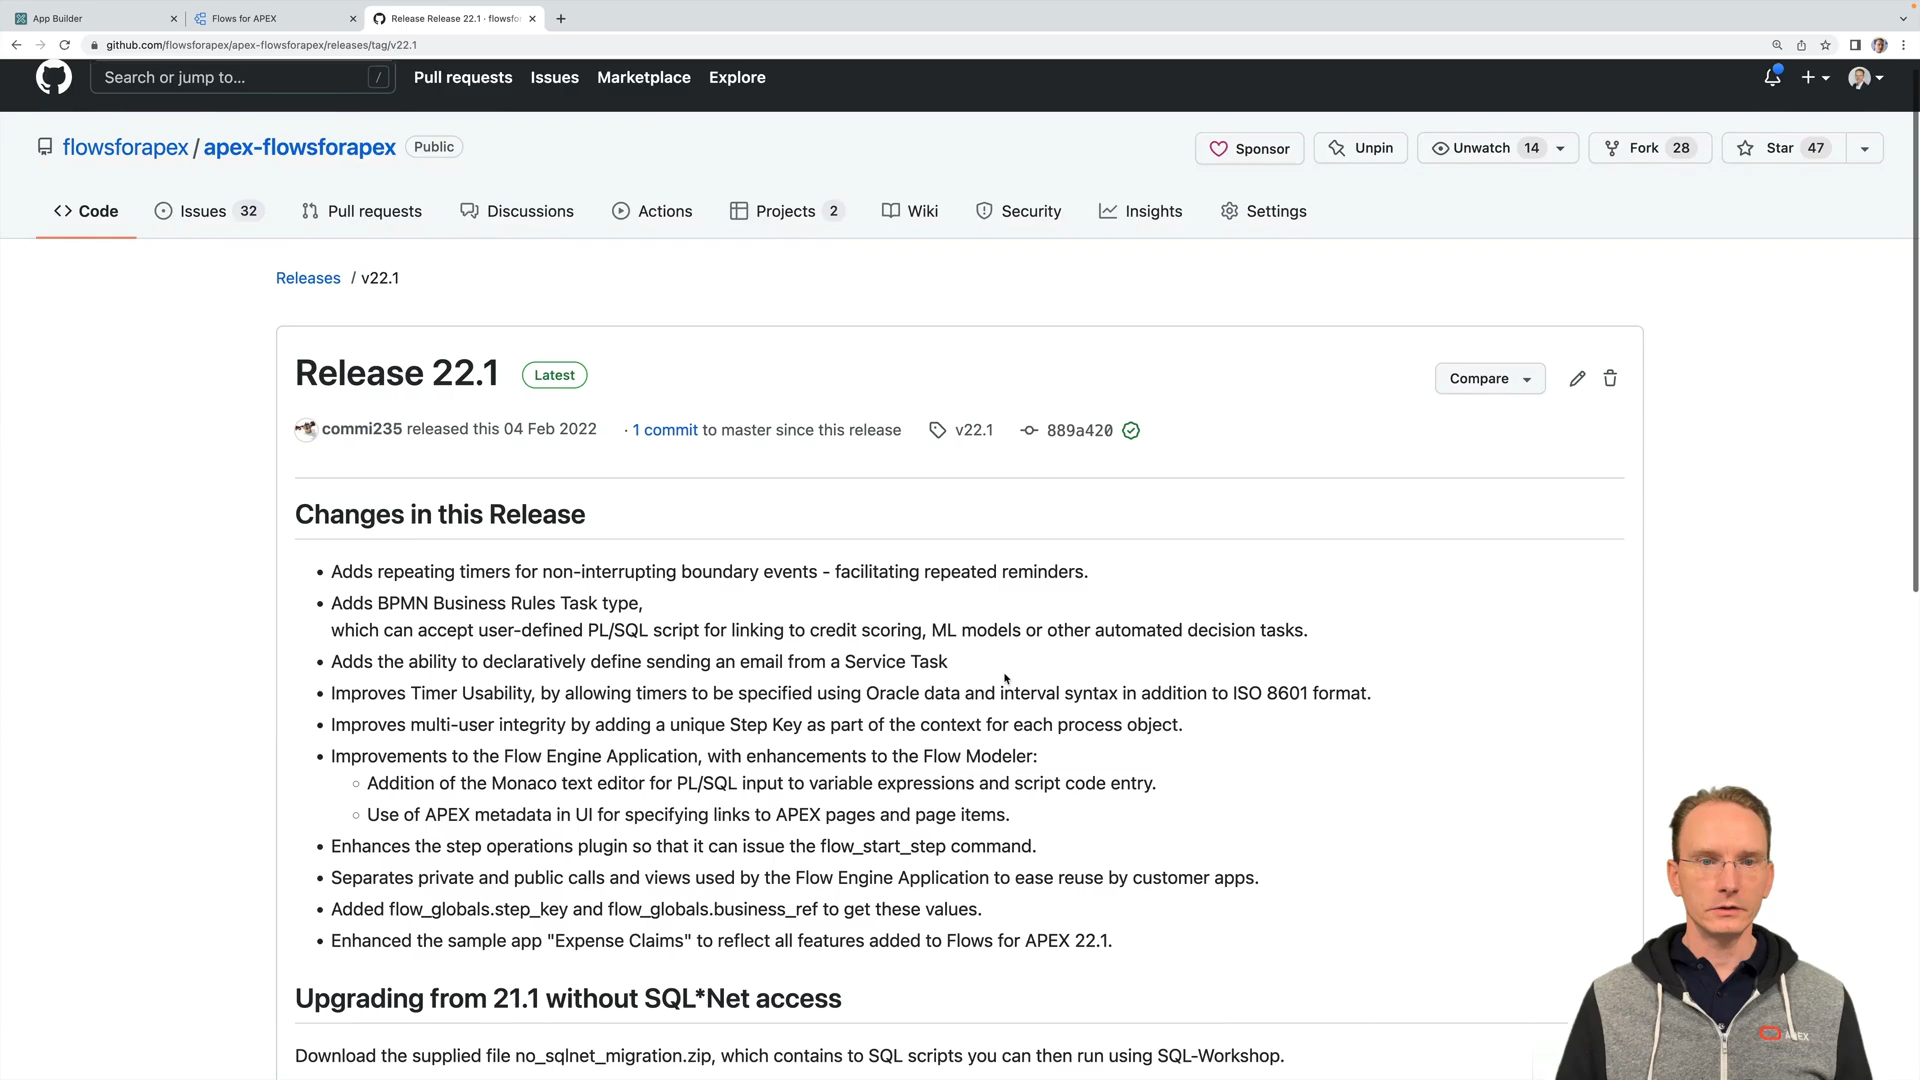 App Builder
Flows for APEX
Release Release 22.1 · flowsfor
github.com/flowsforapex/apex-flowsforapex/releases/tag/v22.1
Search or jump to...
/
Pull requests
Issues
Marketplace
Explore
flowsforapex / apex-flowsforapex
Public
Sponsor
Unpin
Unwatch 14
Fork 28
Star 47
Code
Issues 32
Pull requests
Discussions
Actions
Projects 2
Wiki
Security
Insights
Settings
Releases / v22.1
Release 22.1
Latest
Compare
commi235 released this 04 Feb 2022
· 1 commit to master since this release
v22.1
889a420
Changes in this Release
• Adds repeating timers for non-interrupting boundary events - facilitating repeated reminders.
• Adds BPMN Business Rules Task type,
which can accept user-defined PL/SQL script for linking to credit scoring, ML models or other automated decision tasks.
• Adds the ability to declaratively define sending an email from a Service Task
• Improves Timer Usability, by allowing timers to be specified using Oracle data and interval syntax in addition to ISO 8601 format.
• Improves multi-user integrity by adding a unique Step Key as part of the context for each process object.
• Improvements to the Flow Engine Application, with enhancements to the Flow Modeler:
◦ Addition of the Monaco text editor for PL/SQL input to variable expressions and script code entry.
◦ Use of APEX metadata in UI for specifying links to APEX pages and page items.
• Enhances the step operations plugin so that it can issue the flow_start_step command.
• Separates private and public calls and views used by the Flow Engine Application to ease reuse by customer apps.
• Added flow_globals.step_key and flow_globals.business_ref to get these values.
• Enhanced the sample app "Expense Claims" to reflect all features added to Flows for APEX 22.1.
Upgrading from 21.1 without SQL*Net access
Download the supplied file no_sqlnet_migration.zip, which contains to SQL scripts you can then run using SQL-Workshop.